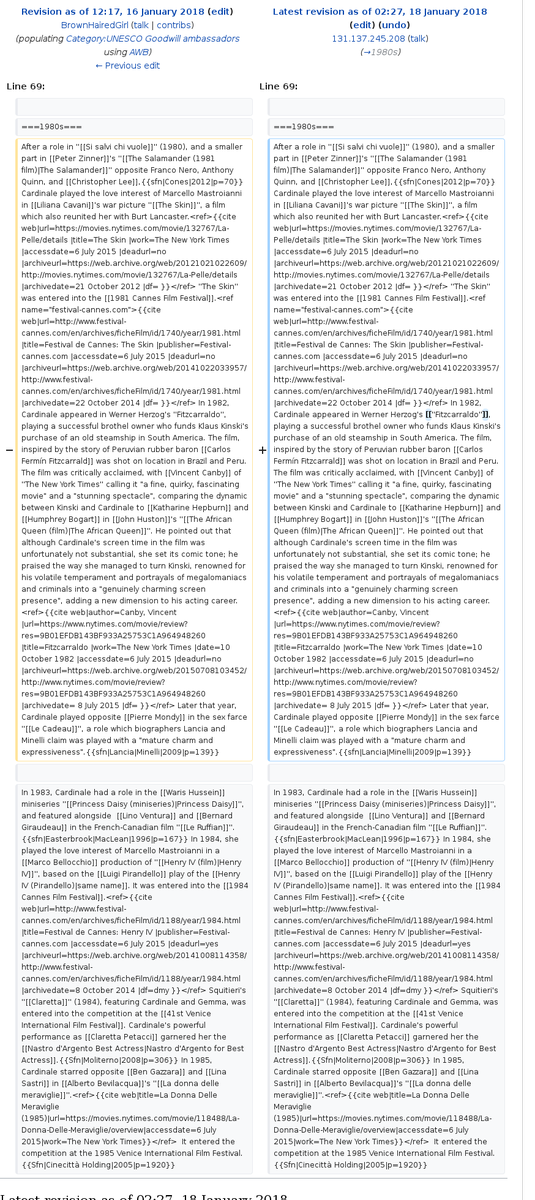 Revision as of 12:17, 16 January 2018 (edit)
BrownHairedGirl (talk | contribs)
(populating Category:UNESCO Goodwill ambassadors
using AWB)
← Previous edit
Latest revision as of 02:27, 18 January 2018
(edit) (undo)
131.137.245.208 (talk)
(→1980s)
Line 69:
===1980s===
After a role in ''[[Si salvi chi vuole]]'' (1980), and a smaller
part in [[Peter Zinner]]'s ''[[The Salamander (1981
film)|The Salamander]]'' opposite Franco Nero, Anthony
Quinn, and [[Christopher Lee]],{{sfn|Cones|2012|p=70}}
Cardinale played the love interest of Marcello Mastroianni
in [[Liliana Cavani]]'s war picture ''[[The Skin]]'', a film
which also reunited her with Burt Lancaster.<ref>{{cite
web|url=https://movies.nytimes.com/movie/132767/La-
Pelle/details |title=The Skin |work=The New York Times
|accessdate=6 July 2015 |deadurl=no
|archiveurl=https://web.archive.org/web/20121021022609/
http://movies.nytimes.com/movie/132767/La-Pelle/details
|archivedate=21 October 2012 |df= }}</ref> ''The Skin''
was entered into the [[1981 Cannes Film Festival]].<ref
name="festival-cannes.com">{{cite
web|url=http://www.festival-
cannes.com/en/archives/ficheFilm/id/1740/year/1981.html
|title=Festival de Cannes: The Skin |publisher=Festival-
cannes.com |accessdate=6 July 2015 |deadurl=no
|archiveurl=https://web.archive.org/web/20141022033957/
http://www.festival-
cannes.com/en/archives/ficheFilm/id/1740/year/1981.html
|archivedate=22 October 2014 |df= }}</ref> In 1982,
Cardinale appeared in Werner Herzog's ''Fitzcarraldo'',
playing a successful brothel owner who funds Klaus Kinski's
purchase of an old steamship in South America. The film,
− inspired by the story of Peruvian rubber baron [[Carlos
Fermín Fitzcarrald]] was shot on location in Brazil and Peru.
The film was critically acclaimed, with [[Vincent Canby]] of
''The New York Times'' calling it "a fine, quirky, fascinating
movie" and a "stunning spectacle", comparing the dynamic
between Kinski and Cardinale to [[Katharine Hepburn]] and
[[Humphrey Bogart]] in [[John Huston]]'s ''[[The African
Queen (film)|The African Queen]]''. He pointed out that
although Cardinale's screen time in the film was
unfortunately not substantial, she set its comic tone; he
praised the way she managed to turn Kinski, renowned for
his volatile temperament and portrayals of megalomaniacs
and criminals into a "genuinely charming screen
presence", adding a new dimension to his acting career.
<ref>{{cite web|author=Canby, Vincent
|url=https://www.nytimes.com/movie/review?
res=9B01EFDB143BF933A25753C1A964948260
|title=Fitzcarraldo |work=The New York Times |date=10
October 1982 |accessdate=6 July 2015 |deadurl=no
|archiveurl=https://web.archive.org/web/20150708103452/
http://www.nytimes.com/movie/review?
res=9B01EFDB143BF933A25753C1A964948260
|archivedate= 8 July 2015 |df= }}</ref> Later that year,
Cardinale played opposite [[Pierre Mondy]] in the sex farce
''[[Le Cadeau]]'', a role which biographers Lancia and
Minelli claim was played with a "mature charm and
expressiveness".{{sfn|Lancia|Minelli|2009|p=139}}
In 1983, Cardinale had a role in the [[Waris Hussein]]
miniseries ''[[Princess Daisy (miniseries)|Princess Daisy]]'',
and featured alongside  [[Lino Ventura]] and [[Bernard
Giraudeau]] in the French-Canadian film ''[[Le Ruffian]]''.
{{sfn|Easterbrook|MacLean|1996|p=167}} In 1984, she
played the love interest of Marcello Mastroianni in a
[[Marco Bellocchio]] production of ''[[Henry IV (film)|Henry
IV]]'', based on the [[Luigi Pirandello]] play of the [[Henry
IV (Pirandello)|same name]]. It was entered into the [[1984
Cannes Film Festival]].<ref>{{cite
web|url=http://www.festival-
cannes.com/en/archives/ficheFilm/id/1188/year/1984.html
|title=Festival de Cannes: Henry IV |publisher=Festival-
cannes.com |accessdate=6 July 2015 |deadurl=yes
|archiveurl=https://web.archive.org/web/20141008114358/
http://www.festival-
cannes.com/en/archives/ficheFilm/id/1188/year/1984.html
|archivedate=8 October 2014 |df=dmy }}</ref> Squitieri's
''[[Claretta]]'' (1984), featuring Cardinale and Gemma, was
entered into the competition at the [[41st Venice
International Film Festival]]. Cardinale's powerful
performance as [[Claretta Petacci]] garnered her the
[[Nastro d'Argento Best Actress|Nastro d'Argento for Best
Actress]].{{Sfn|Moliterno|2008|p=306}} In 1985,
Cardinale starred opposite [[Ben Gazzara]] and [[Lina
Sastri]] in [[Alberto Bevilacqua]]'s ''[[La donna delle
meraviglie]]''.<ref>{{cite web|title=La Donna Delle
Meraviglie
(1985)|url=https://movies.nytimes.com/movie/118488/La-
Donna-Delle-Meraviglie/overview|accessdate=6 July
2015|work=The New York Times}}</ref>  It entered the
competition at the 1985 Venice International Film Festival.
{{Sfn|Cinecittà Holding|2005|p=1920}}
Line 69:
===1980s===
After a role in ''[[Si salvi chi vuole]]'' (1980), and a smaller
part in [[Peter Zinner]]'s ''[[The Salamander (1981
film)|The Salamander]]'' opposite Franco Nero, Anthony
Quinn, and [[Christopher Lee]],{{sfn|Cones|2012|p=70}}
Cardinale played the love interest of Marcello Mastroianni
in [[Liliana Cavani]]'s war picture ''[[The Skin]]'', a film
which also reunited her with Burt Lancaster.<ref>{{cite
web|url=https://movies.nytimes.com/movie/132767/La-
Pelle/details |title=The Skin |work=The New York Times
|accessdate=6 July 2015 |deadurl=no
|archiveurl=https://web.archive.org/web/20121021022609/
http://movies.nytimes.com/movie/132767/La-Pelle/details
|archivedate=21 October 2012 |df= }}</ref> ''The Skin''
was entered into the [[1981 Cannes Film Festival]].<ref
name="festival-cannes.com">{{cite
web|url=http://www.festival-
cannes.com/en/archives/ficheFilm/id/1740/year/1981.html
|title=Festival de Cannes: The Skin |publisher=Festival-
cannes.com |accessdate=6 July 2015 |deadurl=no
|archiveurl=https://web.archive.org/web/20141022033957/
http://www.festival-
cannes.com/en/archives/ficheFilm/id/1740/year/1981.html
|archivedate=22 October 2014 |df= }}</ref> In 1982,
Cardinale appeared in Werner Herzog's [[''Fitzcarraldo'']],
playing a successful brothel owner who funds Klaus Kinski's
purchase of an old steamship in South America. The film,
+ inspired by the story of Peruvian rubber baron [[Carlos
Fermín Fitzcarrald]] was shot on location in Brazil and Peru.
The film was critically acclaimed, with [[Vincent Canby]] of
''The New York Times'' calling it "a fine, quirky, fascinating
movie" and a "stunning spectacle", comparing the dynamic
between Kinski and Cardinale to [[Katharine Hepburn]] and
[[Humphrey Bogart]] in [[John Huston]]'s ''[[The African
Queen (film)|The African Queen]]''. He pointed out that
although Cardinale's screen time in the film was
unfortunately not substantial, she set its comic tone; he
praised the way she managed to turn Kinski, renowned for
his volatile temperament and portrayals of megalomaniacs
and criminals into a "genuinely charming screen
presence", adding a new dimension to his acting career.
<ref>{{cite web|author=Canby, Vincent
|url=https://www.nytimes.com/movie/review?
res=9B01EFDB143BF933A25753C1A964948260
|title=Fitzcarraldo |work=The New York Times |date=10
October 1982 |accessdate=6 July 2015 |deadurl=no
|archiveurl=https://web.archive.org/web/20150708103452/
http://www.nytimes.com/movie/review?
res=9B01EFDB143BF933A25753C1A964948260
|archivedate= 8 July 2015 |df= }}</ref> Later that year,
Cardinale played opposite [[Pierre Mondy]] in the sex farce
''[[Le Cadeau]]'', a role which biographers Lancia and
Minelli claim was played with a "mature charm and
expressiveness".{{sfn|Lancia|Minelli|2009|p=139}}
In 1983, Cardinale had a role in the [[Waris Hussein]]
miniseries ''[[Princess Daisy (miniseries)|Princess Daisy]]'',
and featured alongside  [[Lino Ventura]] and [[Bernard
Giraudeau]] in the French-Canadian film ''[[Le Ruffian]]''.
{{sfn|Easterbrook|MacLean|1996|p=167}} In 1984, she
played the love interest of Marcello Mastroianni in a
[[Marco Bellocchio]] production of ''[[Henry IV (film)|Henry
IV]]'', based on the [[Luigi Pirandello]] play of the [[Henry
IV (Pirandello)|same name]]. It was entered into the [[1984
Cannes Film Festival]].<ref>{{cite
web|url=http://www.festival-
cannes.com/en/archives/ficheFilm/id/1188/year/1984.html
|title=Festival de Cannes: Henry IV |publisher=Festival-
cannes.com |accessdate=6 July 2015 |deadurl=yes
|archiveurl=https://web.archive.org/web/20141008114358/
http://www.festival-
cannes.com/en/archives/ficheFilm/id/1188/year/1984.html
|archivedate=8 October 2014 |df=dmy }}</ref> Squitieri's
''[[Claretta]]'' (1984), featuring Cardinale and Gemma, was
entered into the competition at the [[41st Venice
International Film Festival]]. Cardinale's powerful
performance as [[Claretta Petacci]] garnered her the
[[Nastro d'Argento Best Actress|Nastro d'Argento for Best
Actress]].{{Sfn|Moliterno|2008|p=306}} In 1985,
Cardinale starred opposite [[Ben Gazzara]] and [[Lina
Sastri]] in [[Alberto Bevilacqua]]'s ''[[La donna delle
meraviglie]]''.<ref>{{cite web|title=La Donna Delle
Meraviglie
(1985)|url=https://movies.nytimes.com/movie/118488/La-
Donna-Delle-Meraviglie/overview|accessdate=6 July
2015|work=The New York Times}}</ref>  It entered the
competition at the 1985 Venice International Film Festival.
{{Sfn|Cinecittà Holding|2005|p=1920}}
Latest revision as of 02:27, 18 January 2018